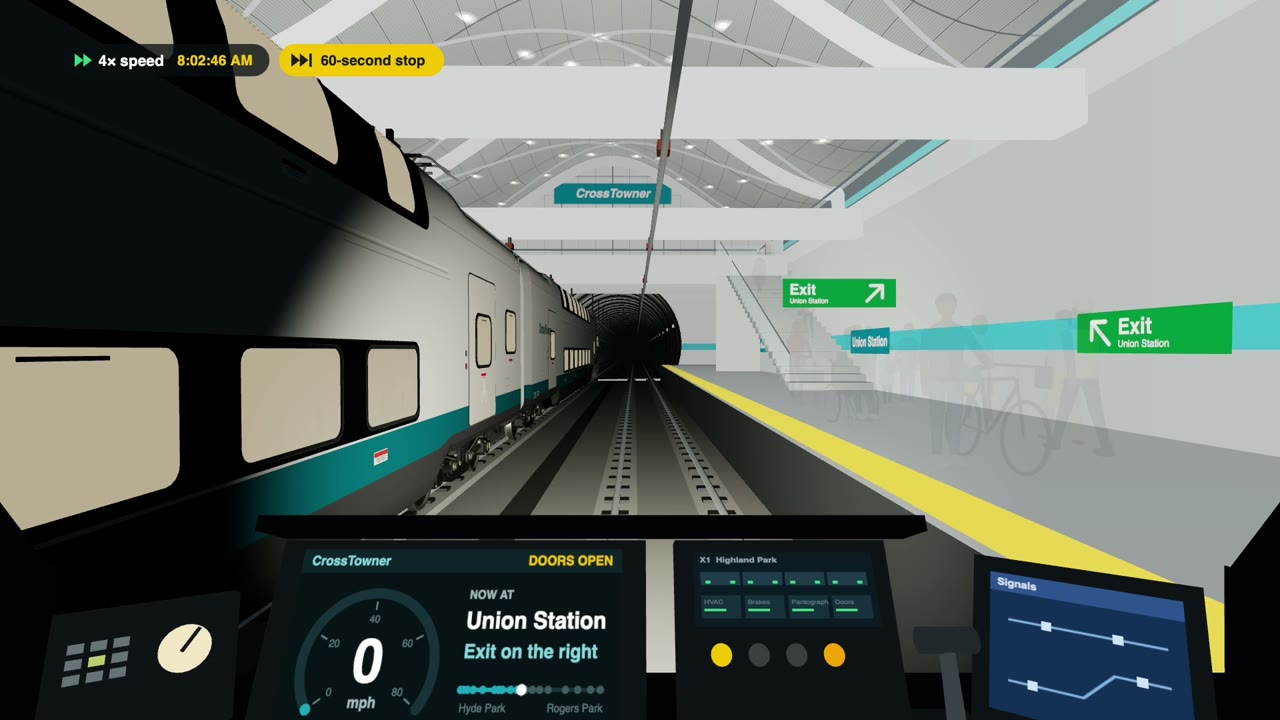 4x speed 8:02:46 AM
60-second stop
CrossTowner
Exit
Union Station
Union Station
Exit
Union Station
CrossTowner DOORS OPEN
NOW AT
Union Station
Exit on the right
0 20 40 60 80
0
mph
Hyde Park Rogers Park
X1 Highland Park
HVAC Brakes Pantograph Doors
Signals